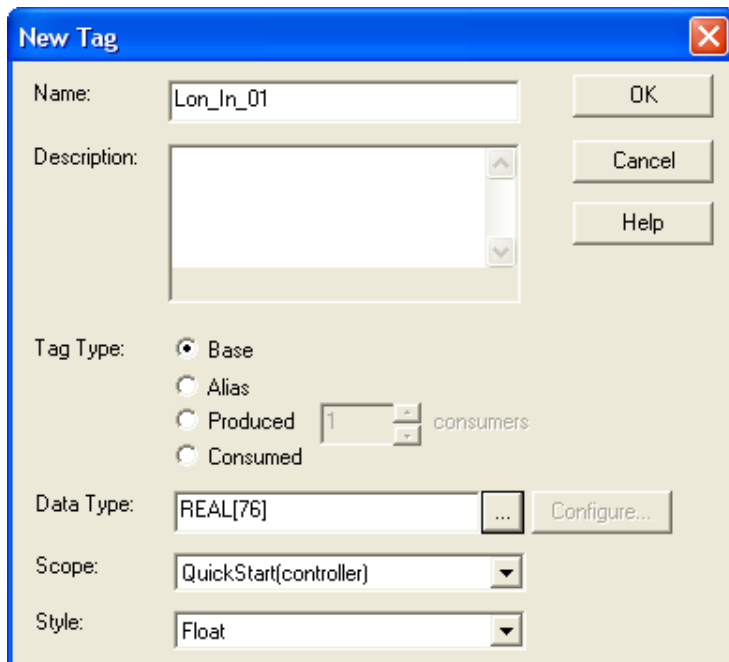 New Tag
Name: Lon_In_01 OK
Description: Cancel
Help
Tag Type: Base
Alias
Produced 1 consumers
Consumed
Data Type: REAL[76] ... Configure...
Scope: QuickStart(controller)
Style: Float